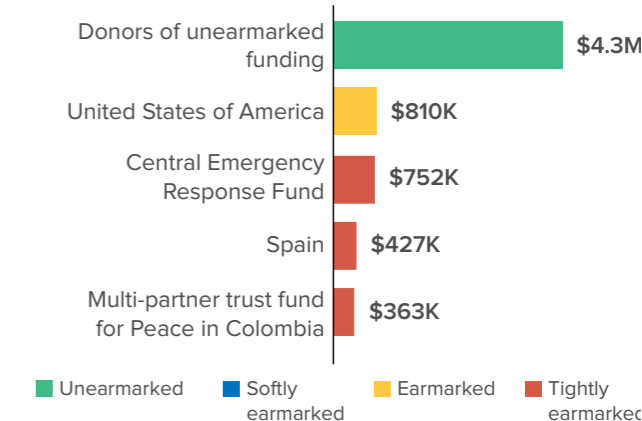 Donors of unearmarked
funding
$4.3M
United States of America
$810K
Central Emergency
Response Fund
$752K
Spain
$427K
Multi-partner trust fund
for Peace in Colombia
$363K
Unearmarked
Softly
earmarked
Earmarked
Tightly
earmarked